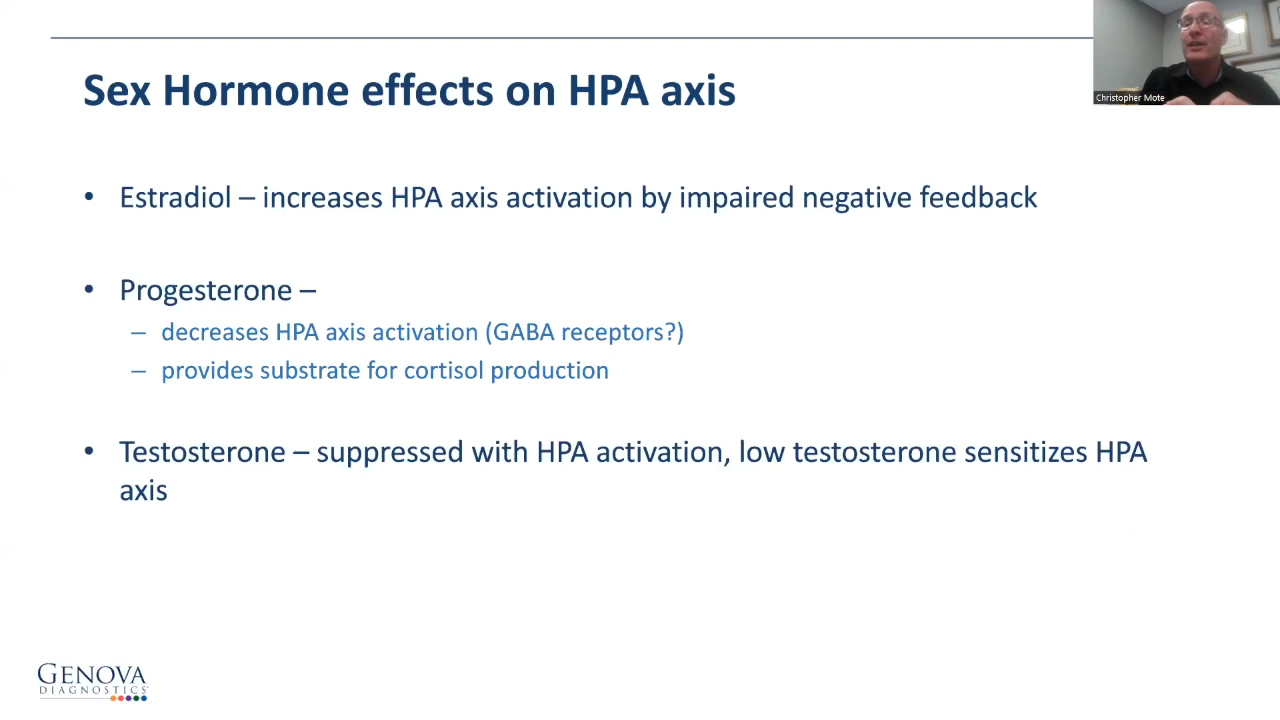 Sex Hormone effects on HPA axis
Christopher Mote
• Estradiol – increases HPA axis activation by impaired negative feedback
• Progesterone –
– decreases HPA axis activation (GABA receptors?)
– provides substrate for cortisol production
• Testosterone – suppressed with HPA activation, low testosterone sensitizes HPA
axis
GENOVA
DIAGNOSTICS